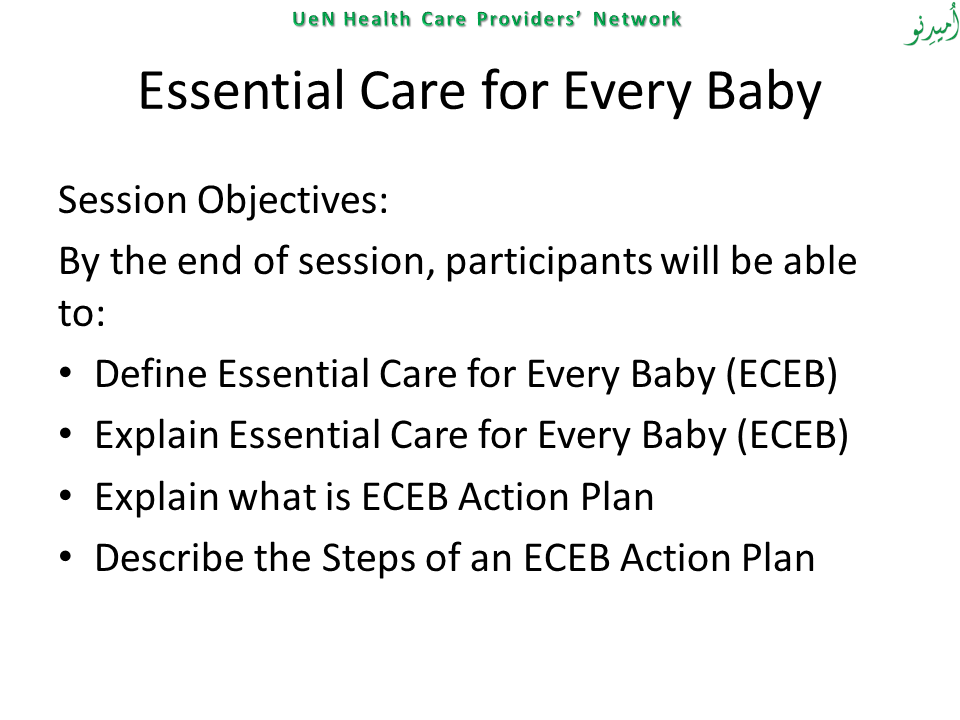 UeN Health Care Providers’ Network
اُميدِنو
Essential Care for Every Baby
Session Objectives:
By the end of session, participants will be able
to:
• Define Essential Care for Every Baby (ECEB)
• Explain Essential Care for Every Baby (ECEB)
• Explain what is ECEB Action Plan
• Describe the Steps of an ECEB Action Plan